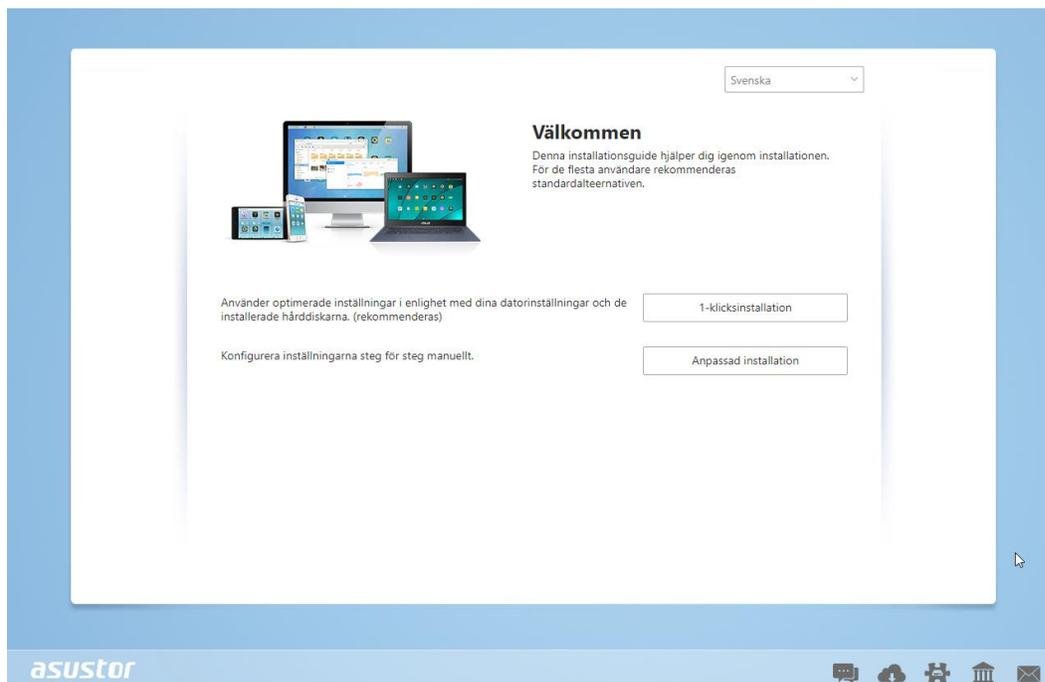 Svenska
Välkommen
Denna installationsguide hjälper dig igenom installationen.
För de flesta användare rekommenderas
standardalteernativen.
Använder optimerade inställningar i enlighet med dina datorinställningar och de
installerade hårddiskarna. (rekommenderas)
1-klicksinstallation
Konfigurera inställningarna steg för steg manuellt.
Anpassad installation
asustor